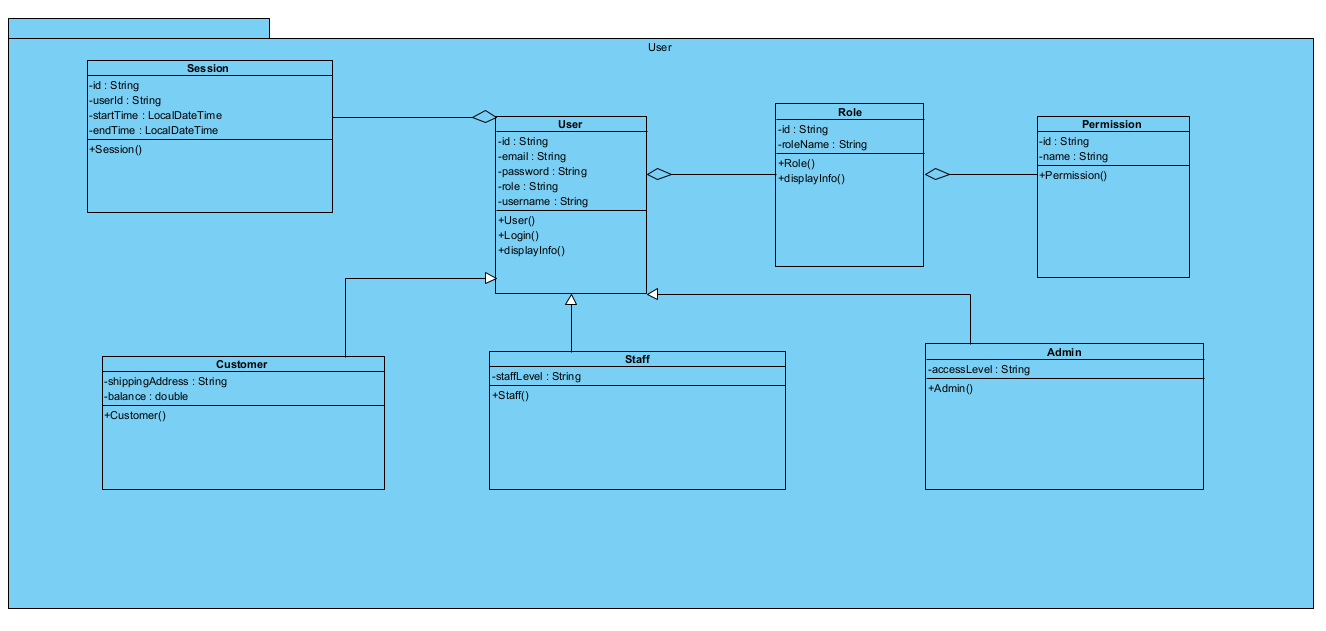 User
Session
-id : String
-userId : String
-startTime : LocalDateTime
-endTime : LocalDateTime
+Session()
User
-id : String
-email : String
-password : String
-role : String
-username : String
+User()
+Login()
+displayInfo()
Role
-id : String
-roleName : String
+Role()
+displayInfo()
Permission
-id : String
-name : String
+Permission()
Customer
-shippingAddress : String
-balance : double
+Customer()
Staff
-staffLevel : String
+Staff()
Admin
-accessLevel : String
+Admin()